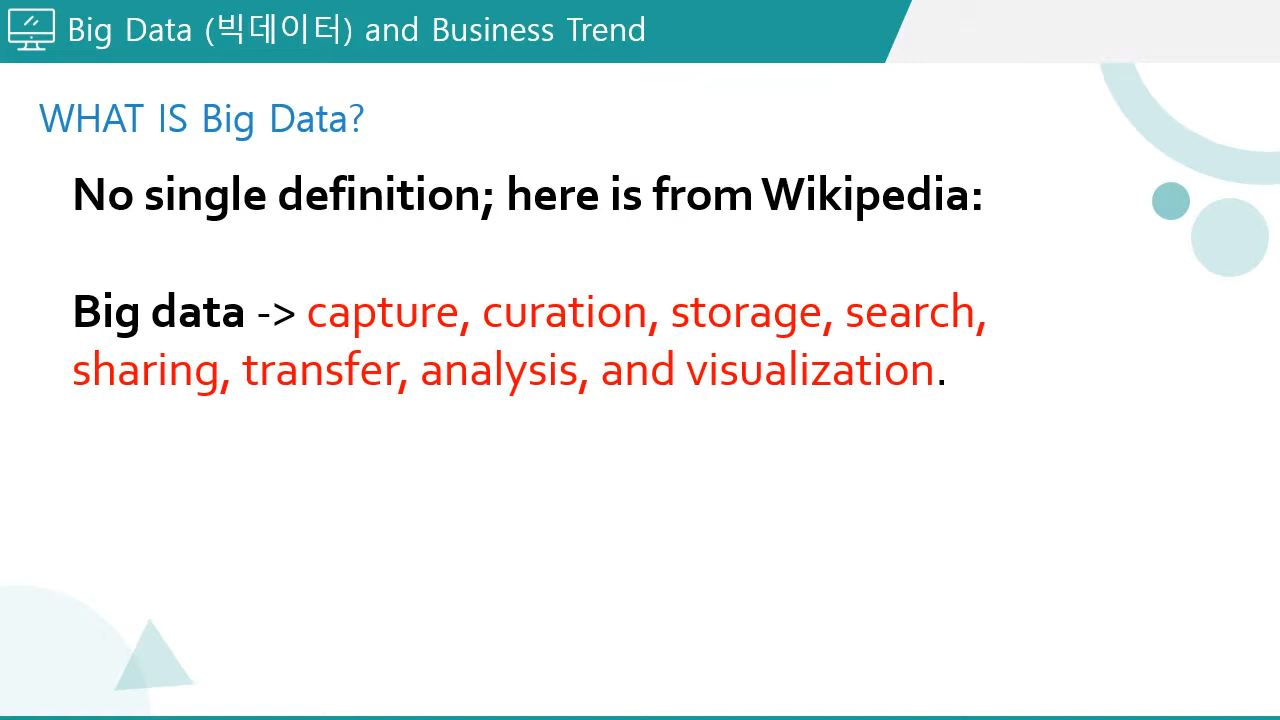 Big Data (빅데이터) and Business Trend
WHAT IS Big Data?
No single definition; here is from Wikipedia:
Big data -> capture, curation, storage, search,
sharing, transfer, analysis, and visualization.